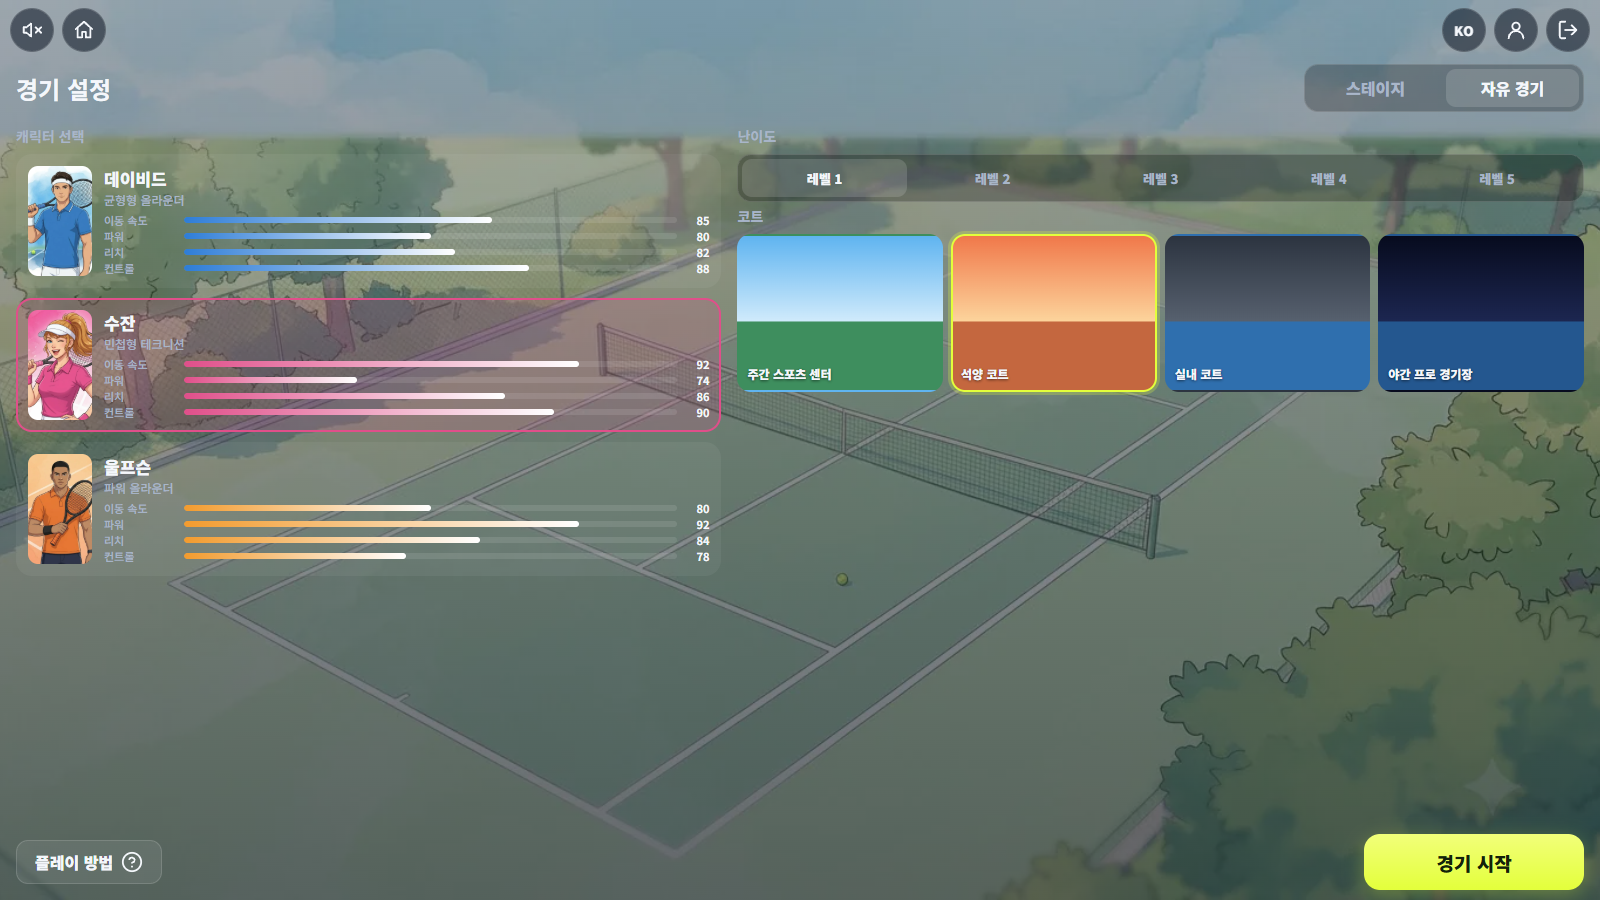 KO
경기 설정
스테이지
자유 경기
캐릭터 선택
데이비드
균형형 올라운더
이동 속도 85
파워 80
리치 82
컨트롤 88
수잔
민첩형 테크니션
이동 속도 92
파워 74
리치 86
컨트롤 90
울프슨
파워 올라운더
이동 속도 80
파워 92
리치 84
컨트롤 78
난이도
레벨 1
레벨 2
레벨 3
레벨 4
레벨 5
코트
주간 스포츠 센터
석양 코트
실내 코트
야간 프로 경기장
플레이 방법 ?
경기 시작